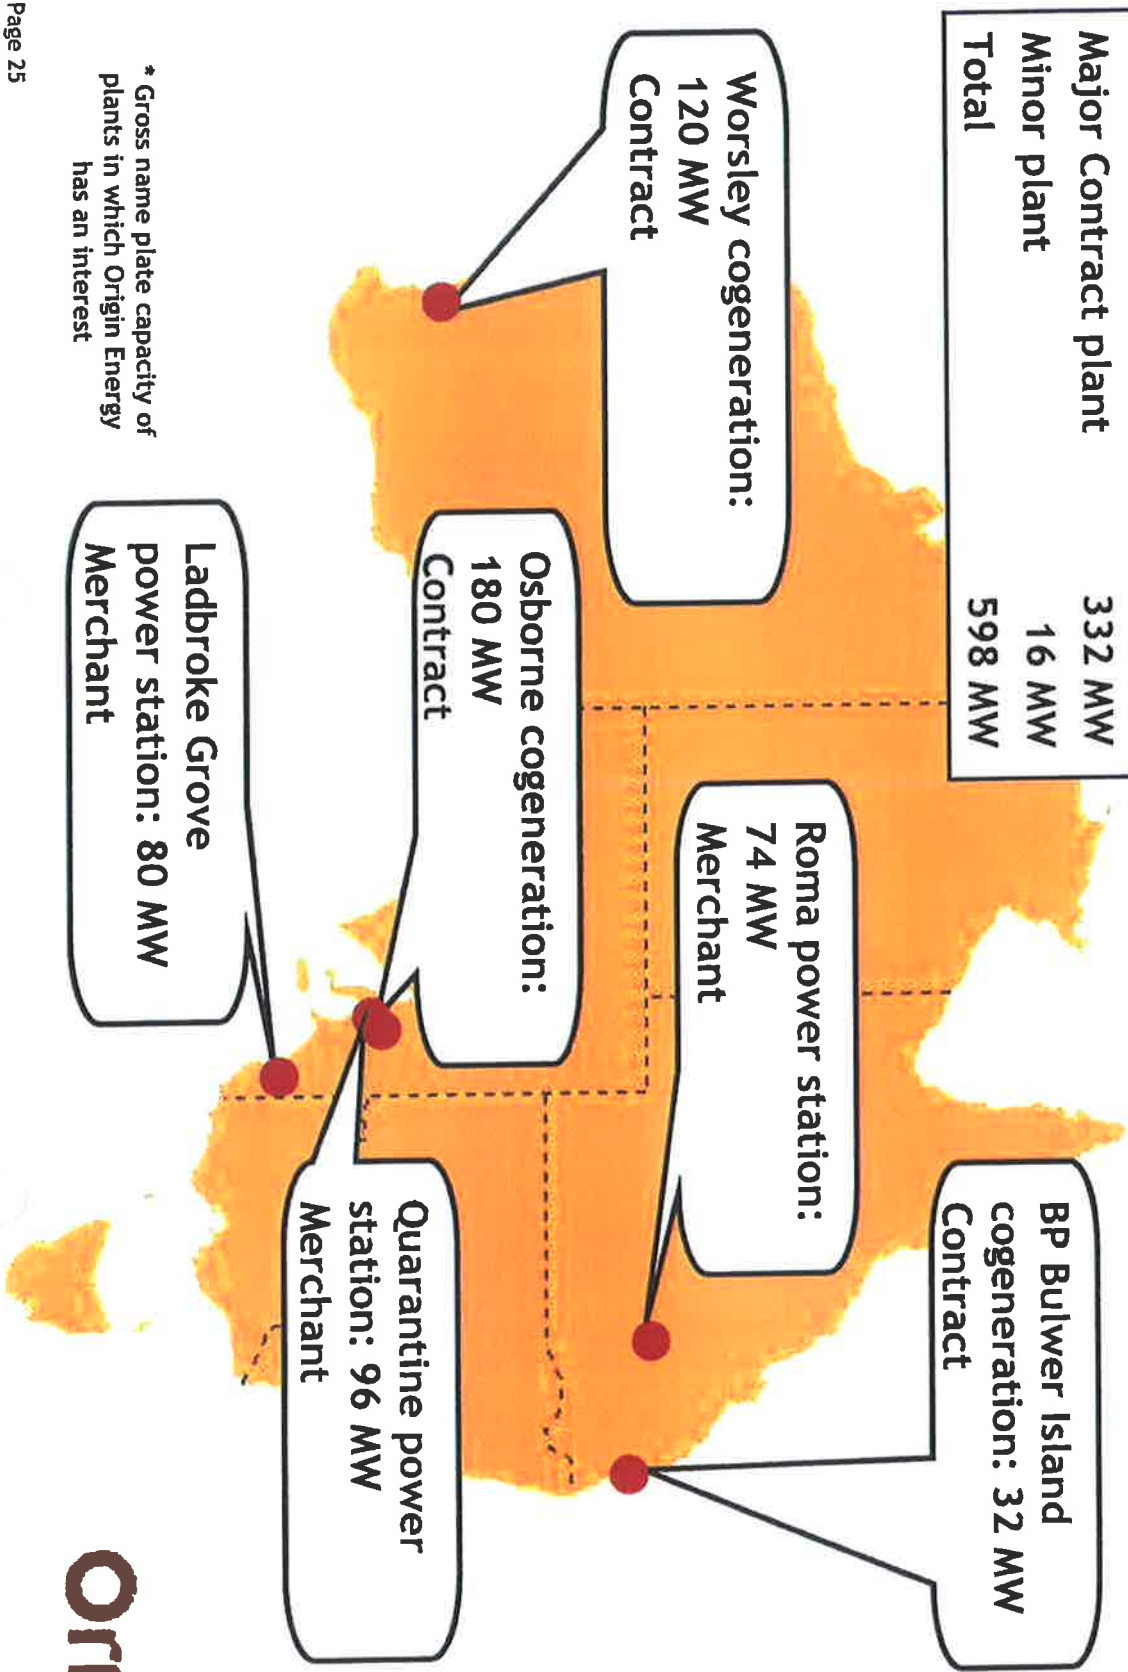 Major Contract plant 332 MW
Minor plant 16 MW
Total 598 MW
BP Bulwer Island
cogeneration: 32 MW
Contract
Roma power station:
74 MW
Merchant
Worsley cogeneration:
120 MW
Contract
Osborne cogeneration:
180 MW
Contract
Quarantine power
station: 96 MW
Merchant
Ladbroke Grove
power station: 80 MW
Merchant
* Gross name plate capacity of
plants in which Origin Energy
has an interest
Page 25